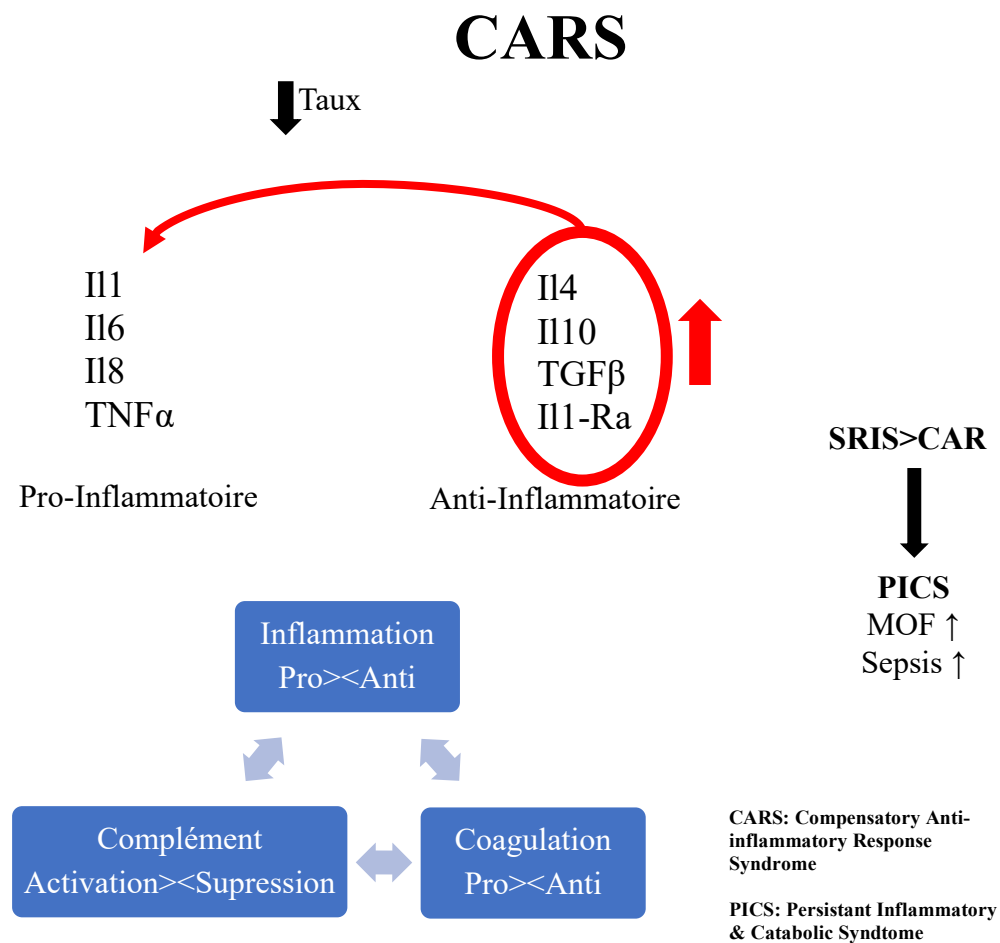 CARS
Taux
Il1
Il6
Il8
TNFα
Pro-Inflammatoire
Il4
Il10
TGFβ
Il1-Ra
Anti-Inflammatoire
SRIS>CAR
PICS
MOF ↑
Sepsis ↑
Inflammation
Pro><Anti
Complément
Activation><Supression
Coagulation
Pro><Anti
CARS: Compensatory Anti-
inflammatory Response
Syndrome
PICS: Persistant Inflammatory
& Catabolic Syndtome